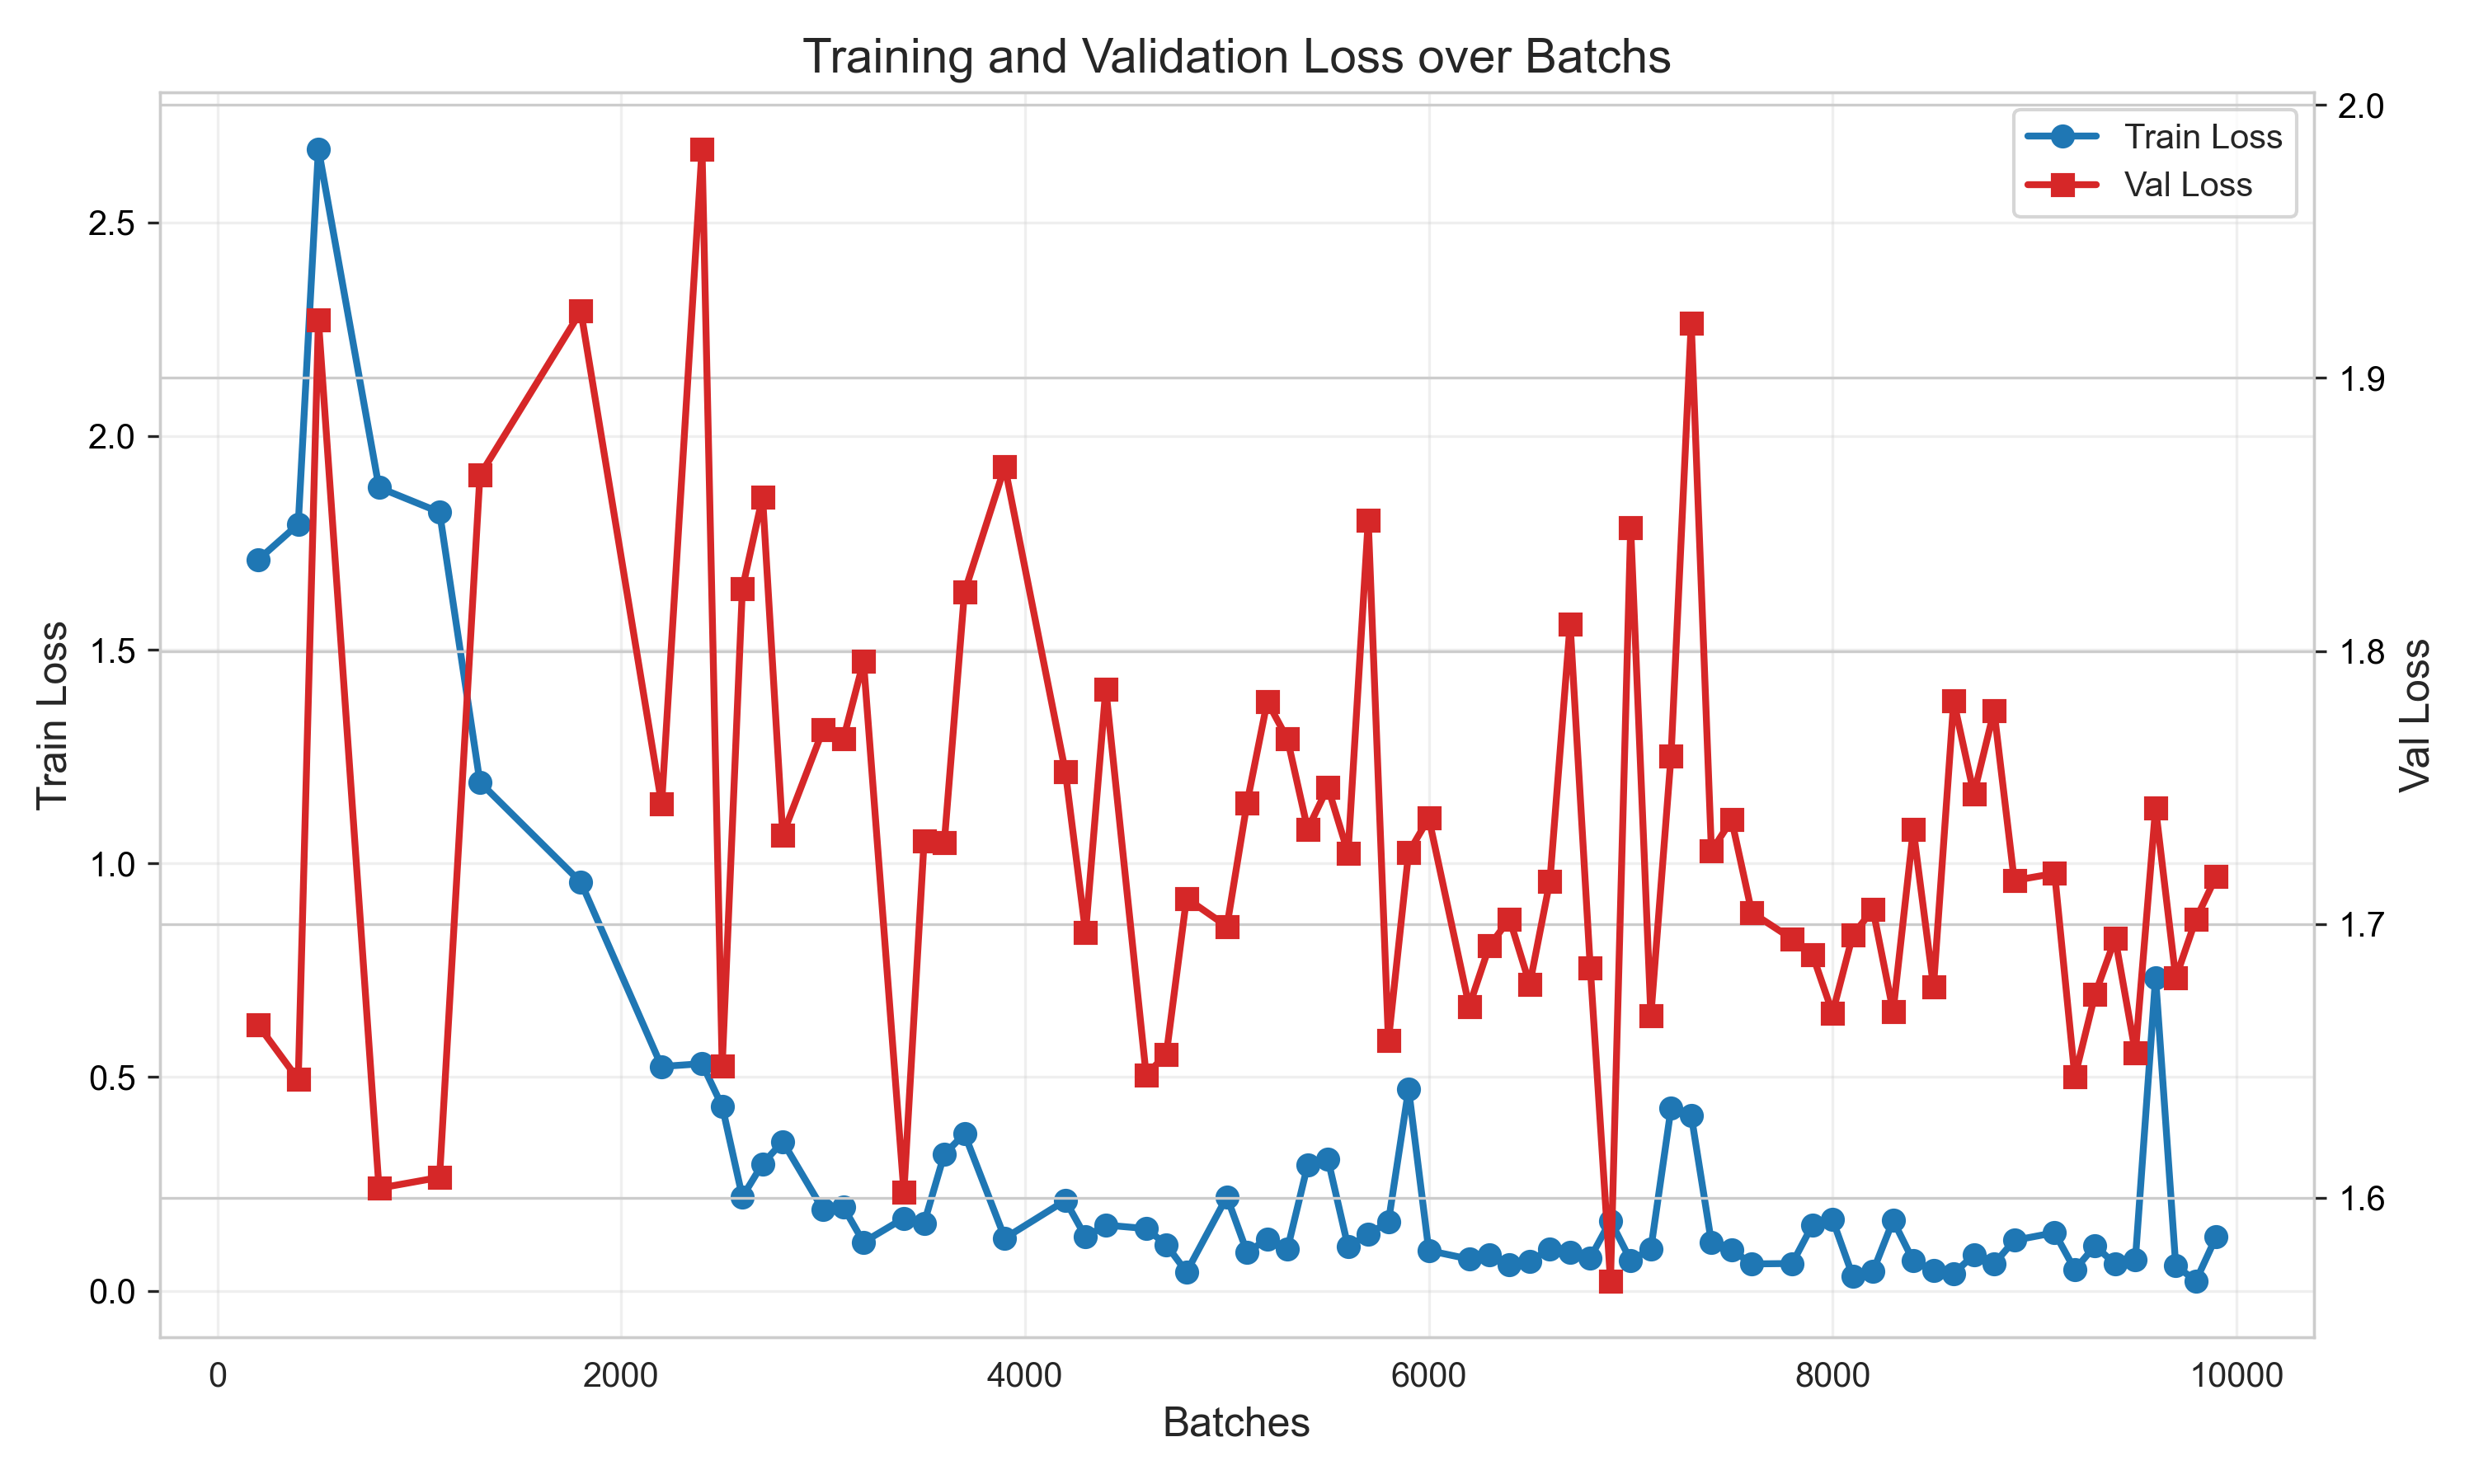 Training and Validation Loss over Batchs
Train Loss
Val Loss
2.5
2.0
1.5
1.0
0.5
0.0
Train Loss
2.0
1.9
1.8
1.7
1.6
Val Loss
0 2000 4000 6000 8000 10000
Batches